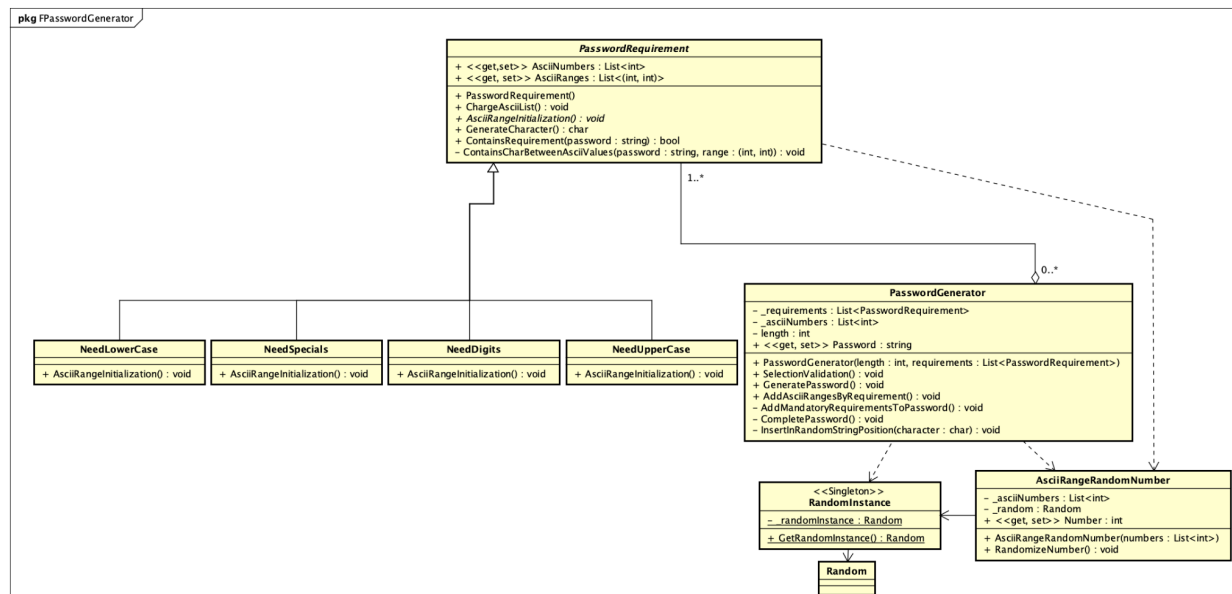 pkg FPasswordGenerator
PasswordRequirement
+ <<get,set>> AsciiNumbers : List<int>
+ <<get, set>> AsciiRanges : List<(int, int)>
+ PasswordRequirement()
+ ChargeAsciiList() : void
+ AsciiRangeInitialization() : void
+ GenerateCharacter() : char
+ ContainsRequirement(password : string) : bool
- ContainsCharBetweenAsciiValues(password : string, range : (int, int)) : void
1..*
0..*
NeedLowerCase
+ AsciiRangeInitialization() : void
NeedSpecials
+ AsciiRangeInitialization() : void
NeedDigits
+ AsciiRangeInitialization() : void
NeedUpperCase
+ AsciiRangeInitialization() : void
PasswordGenerator
- _requirements : List<PasswordRequirement>
- _asciiNumbers : List<int>
- length : int
+ <<get, set>> Password : string
+ PasswordGenerator(length : int, requirements : List<PasswordRequirement>)
+ SelectionValidation() : void
+ GeneratePassword() : void
+ AddAsciiRangesByRequirement() : void
- AddMandatoryRequirementsToPassword() : void
- CompletePassword() : void
- InsertInRandomStringPosition(character : char) : void
<<Singleton>>
RandomInstance
- _randomInstance : Random
+ GetRandomInstance() : Random
AsciiRangeRandomNumber
- _asciiNumbers : List<int>
- _random : Random
+ <<get, set>> Number : int
+ AsciiRangeRandomNumber(numbers : List<int>)
+ RandomizeNumber() : void
Random